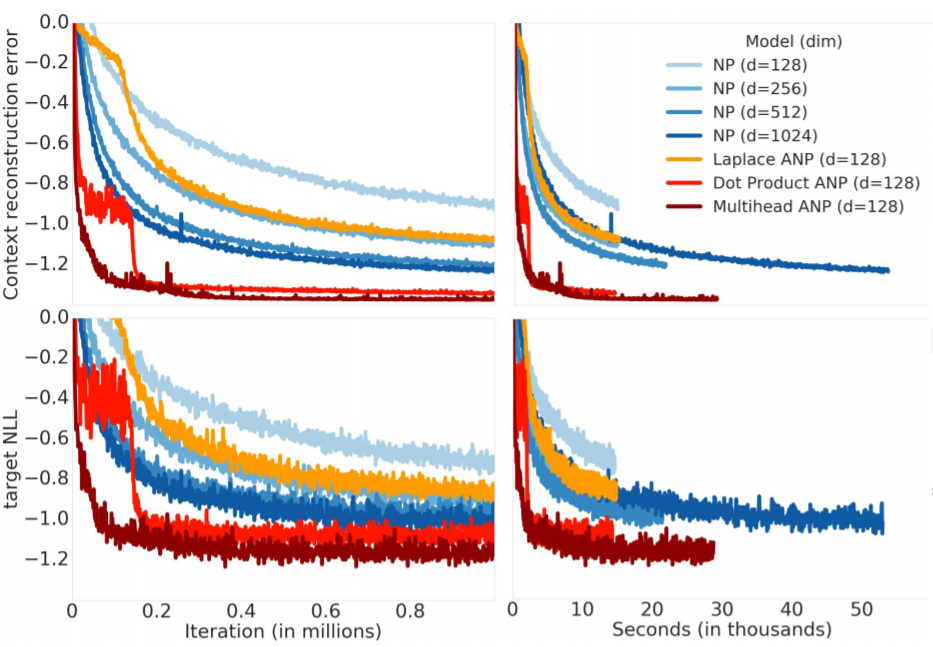 Context reconstruction error
0.0
−0.2
−0.4
−0.6
−0.8
−1.0
−1.2
Model (dim)
NP (d=128)
NP (d=256)
NP (d=512)
NP (d=1024)
Laplace ANP (d=128)
Dot Product ANP (d=128)
Multihead ANP (d=128)
target NLL
0.0
−0.2
−0.4
−0.6
−0.8
−1.0
−1.2
0 0.2 0.4 0.6 0.8
Iteration (in millions)
0 10 20 30 40 50
Seconds (in thousands)